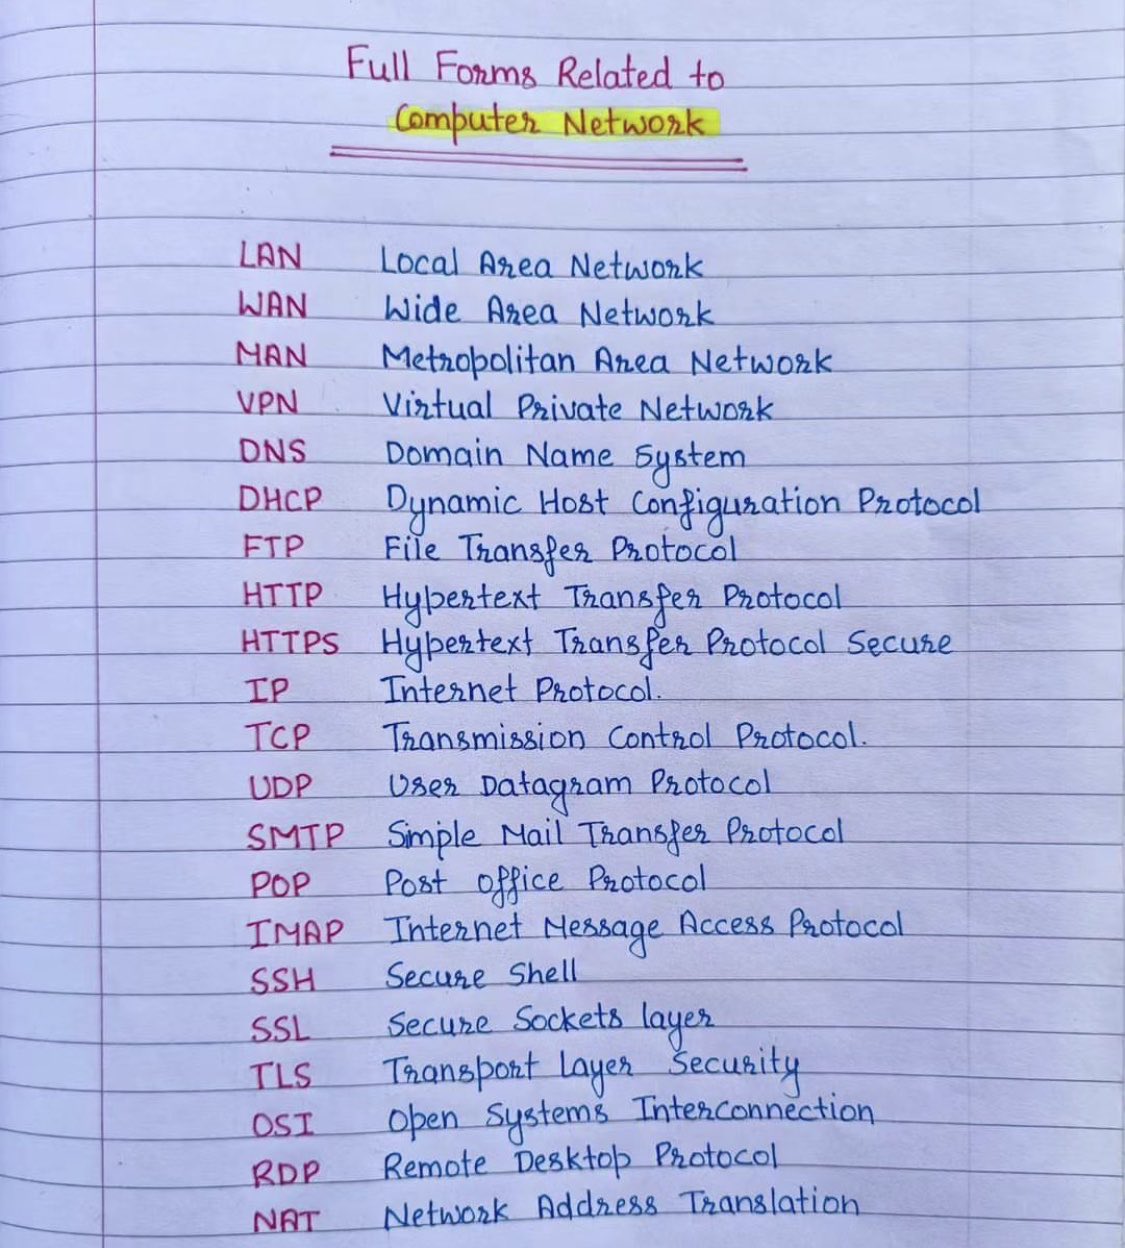 Full Forms Related to
Computer Network
LAN Local Area Network
WAN Wide Area Network
MAN Metropolitan Area Network
VPN Virtual Private Network
DNS Domain Name System
DHCP Dynamic Host Configuration Protocol
FTP File Transfer Protocol
HTTP Hypertext Transfer Protocol
HTTPS Hypertext Transfer Protocol Secure
IP Internet Protocol.
TCP Transmission Control Protocol.
UDP User Datagram Protocol
SMTP Simple Mail Transfer Protocol
POP Post office Protocol
IMAP Internet Message Access Protocol
SSH Secure Shell
SSL Secure Sockets layer
TLS Transport Layer Security
OSI Open Systems Interconnection
RDP Remote Desktop Protocol
NAT Network Address Translation